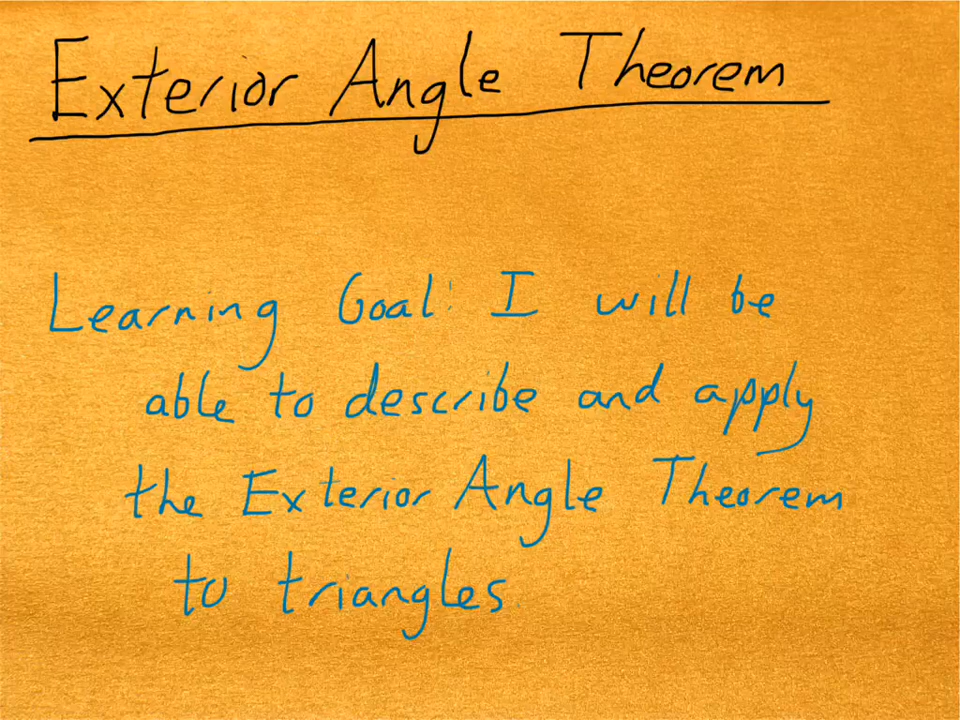 Exterior Angle Theorem
Learning Goal: I will be
able to describe and apply
the Exterior Angle Theorem
to triangles